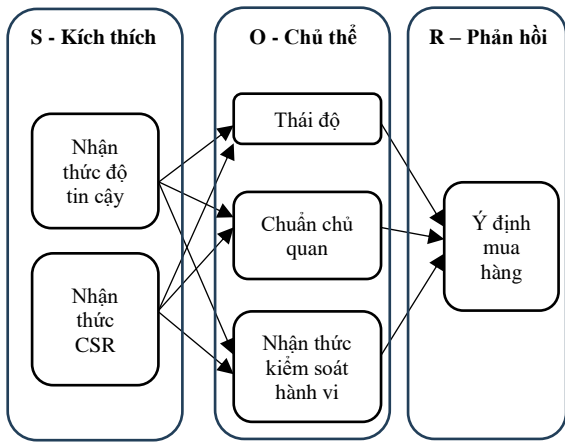 S - Kích thích
Nhận
thức độ
tin cậy
Nhận
thức
CSR
O - Chủ thể
Thái độ
Chuẩn chủ
quan
Nhận thức
kiểm soát
hành vi
R – Phản hồi
Ý định
mua
hàng